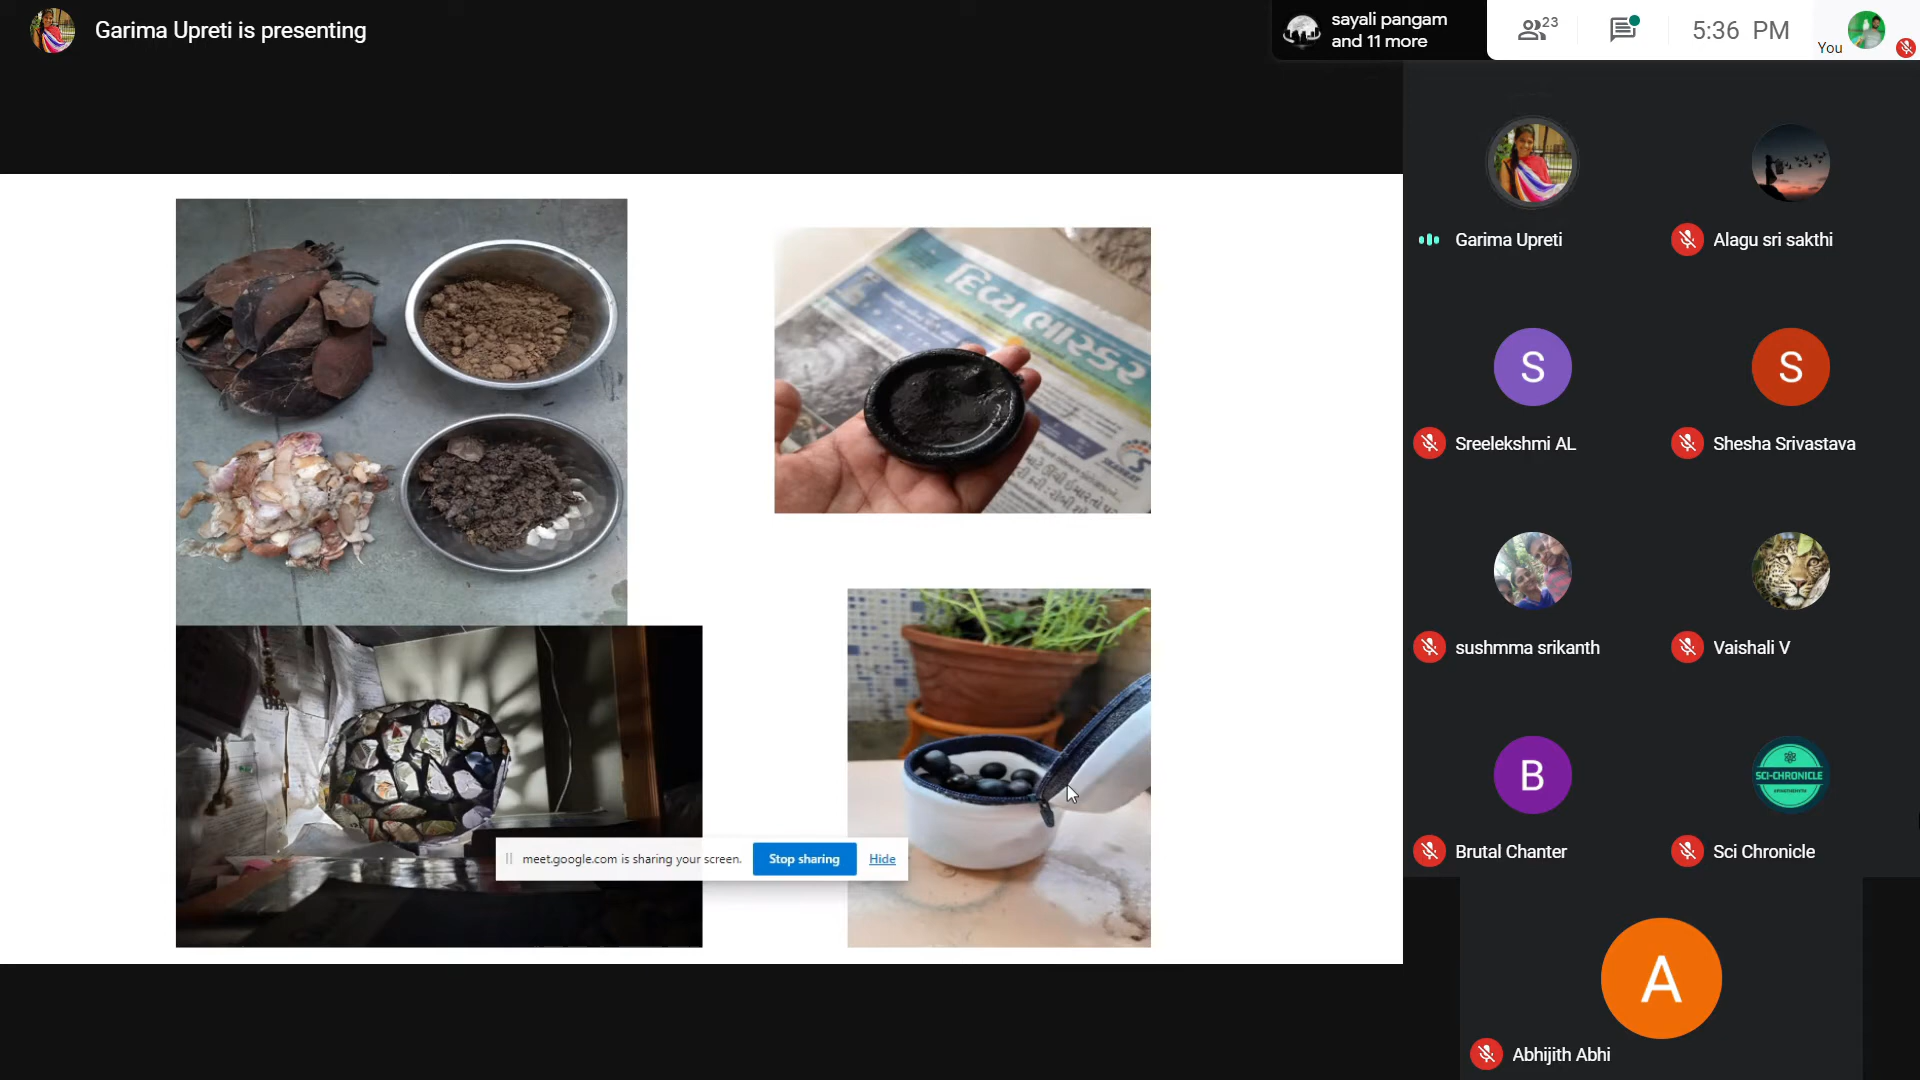 Garima Upreti is presenting
sayali pangam
and 11 more
23
5:36 PM
You
Garima Upreti
Alagu sri sakthi
S
Sreelekshmi AL
S
Shesha Srivastava
sushmma srikanth
Vaishali V
B
Brutal Chanter
SCI-CHRONICLE
Sci Chronicle
A
Abhijith Abhi
દિવ્ય ભાસ્કર
meet.google.com is sharing your screen.
Stop sharing
Hide